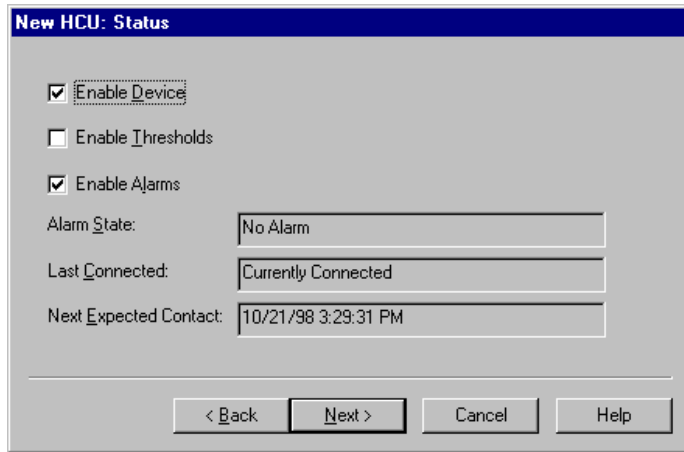 New HCU: Status
Enable Device
Enable Thresholds
Enable Alarms
Alarm State: No Alarm
Last Connected: Currently Connected
Next Expected Contact: 10/21/98 3:29:31 PM
< Back Next > Cancel Help